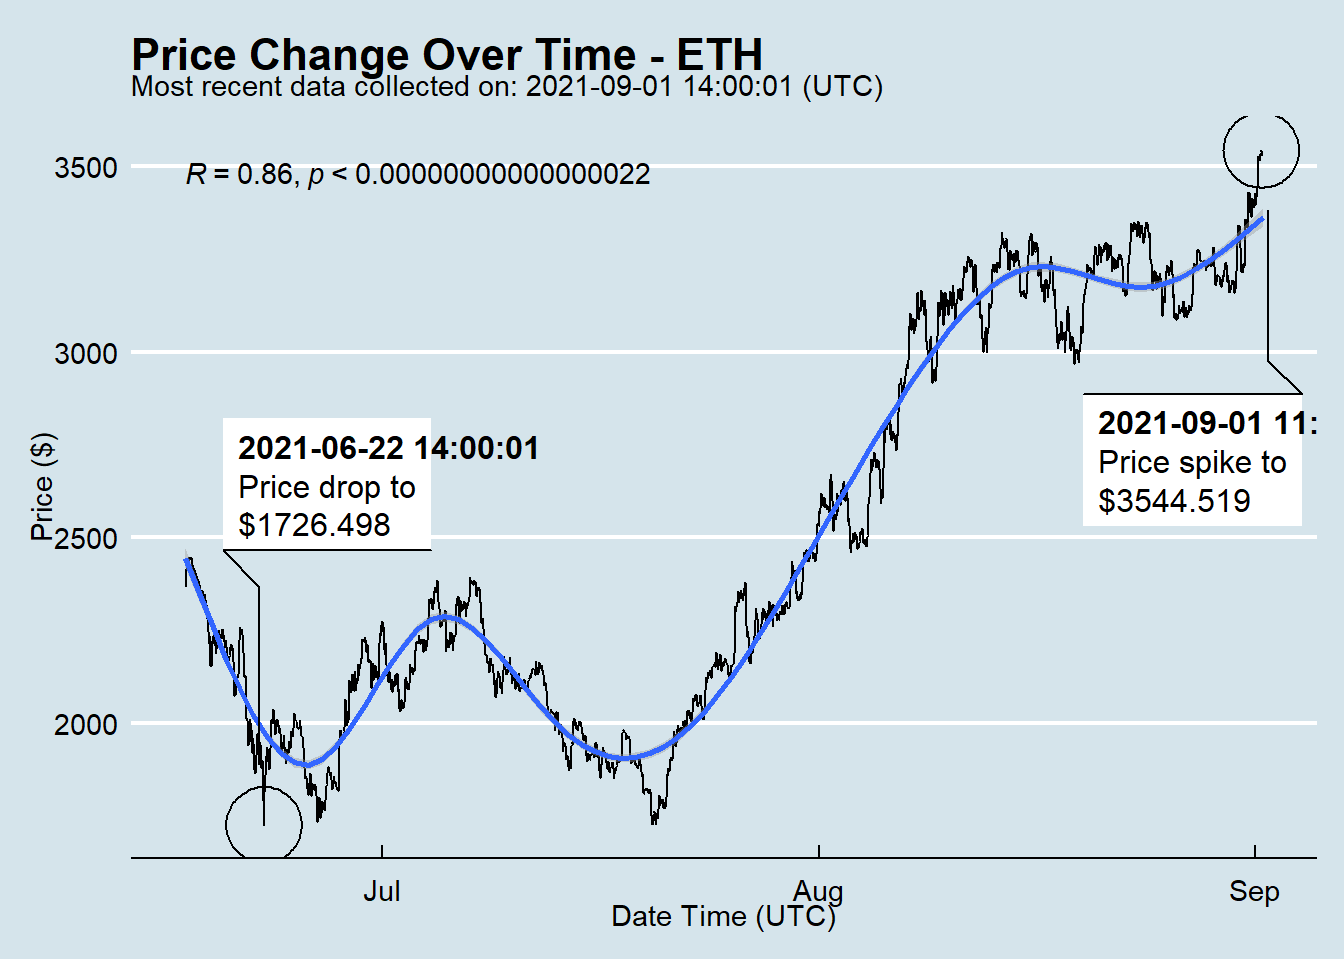 Price Change Over Time - ETH
Most recent data collected on: 2021-09-01 14:00:01 (UTC)
R = 0.86, p < 0.00000000000000022
3500
3000
2500
2000
Price ($)
2021-06-22 14:00:01
Price drop to
$1726.498
2021-09-01 11:
Price spike to
$3544.519
Jul
Aug
Sep
Date Time (UTC)